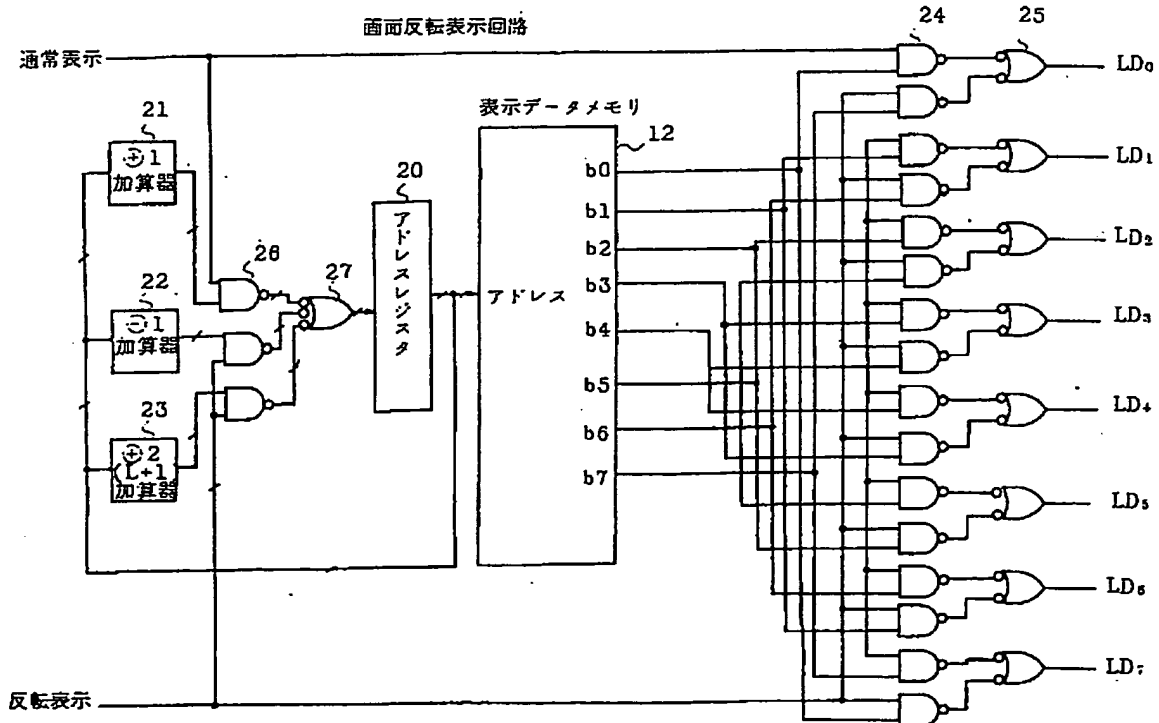 画面反転表示回路
通常表示
24
25
LD₀
21
⊕1
加算器
20
アドレスレジスタ
表示データメモリ
12
アドレス
b0
b1
b2
b3
b4
b5
b6
b7
LD₁
LD₂
LD₃
LD₄
LD₅
LD₆
LD₇
26
27
22
⊖1
加算器
23
⊕2
(L+1)
加算器
反転表示